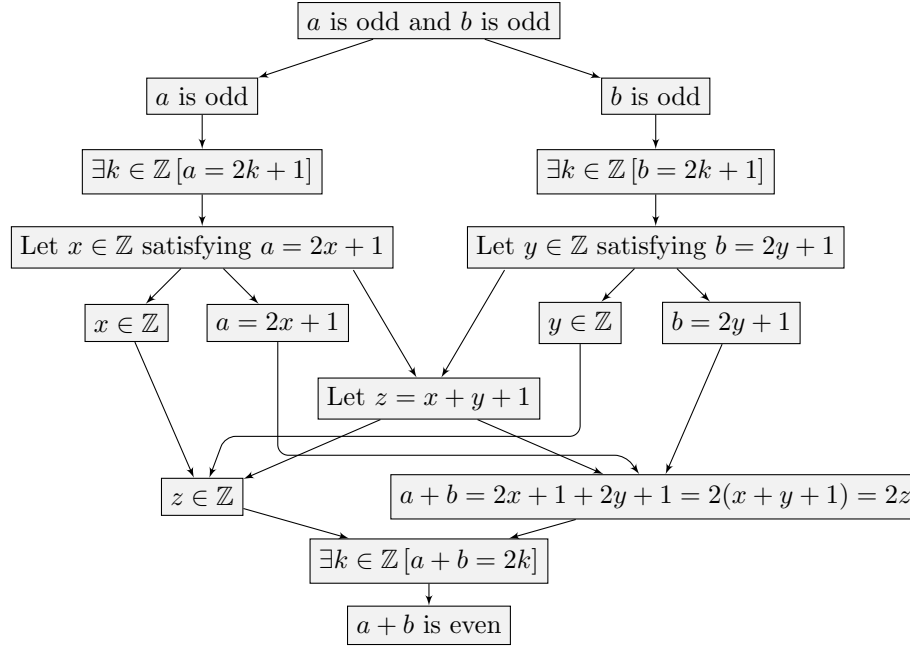 a is odd and b is odd
a is odd
b is odd
∃k ∈ ℤ [a = 2k + 1]
∃k ∈ ℤ [b = 2k + 1]
Let x ∈ ℤ satisfying a = 2x + 1
Let y ∈ ℤ satisfying b = 2y + 1
x ∈ ℤ
a = 2x + 1
y ∈ ℤ
b = 2y + 1
Let z = x + y + 1
z ∈ ℤ
a + b = 2x + 1 + 2y + 1 = 2(x + y + 1) = 2z
∃k ∈ ℤ [a + b = 2k]
a + b is even